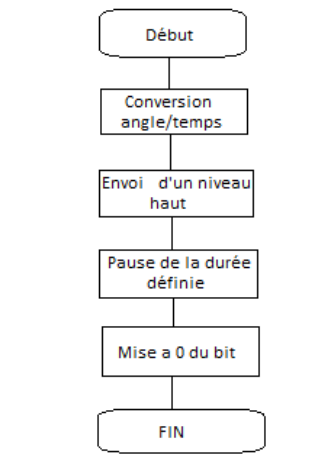 Début
Conversion
angle/temps
Envoi d'un niveau
haut
Pause de la durée
définie
Mise a 0 du bit
FIN